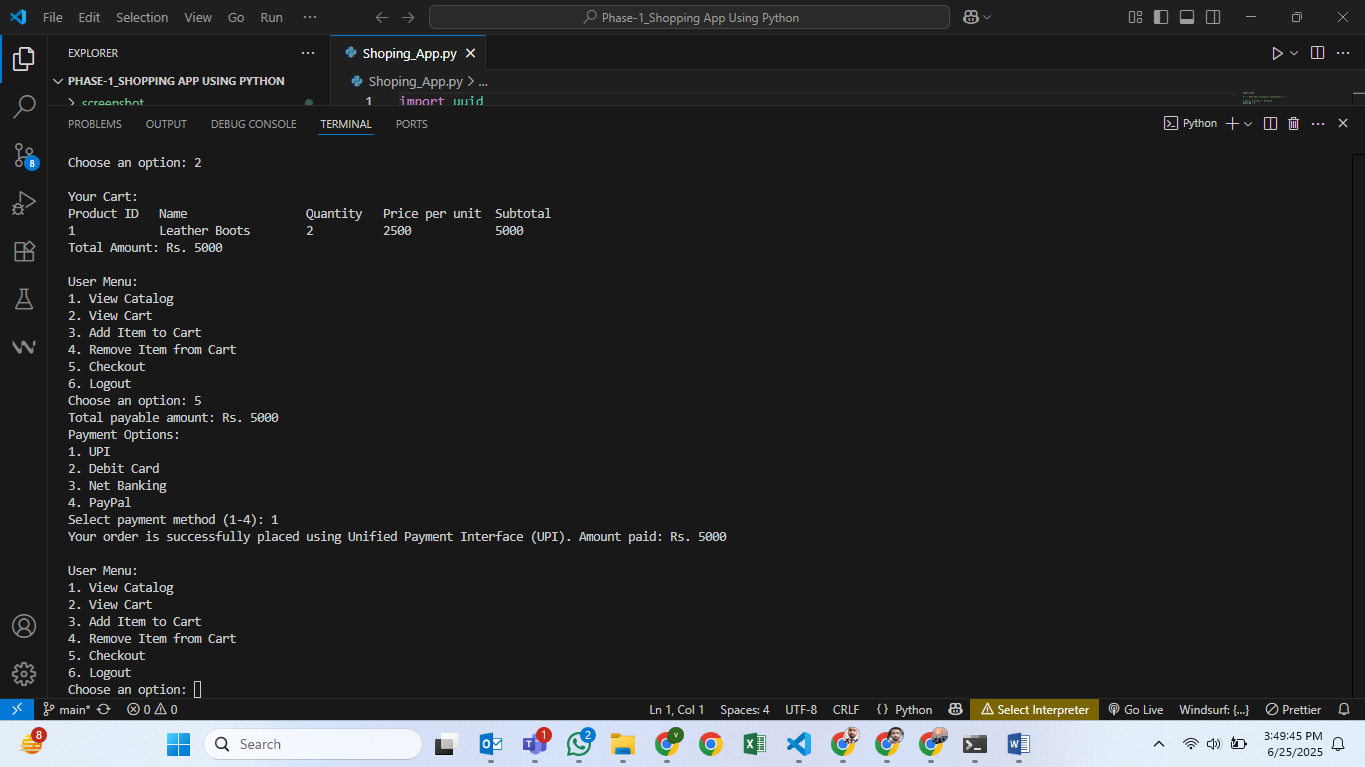 File Edit Selection View Go Run ··· Phase-1_Shopping App Using Python
EXPLORER ··· Shoping_App.py
PHASE-1_SHOPPING APP USING PYTHON Shoping_App.py > ...
screenshot 1 import uuid
PROBLEMS OUTPUT DEBUG CONSOLE TERMINAL PORTS Python
Choose an option: 2
Your Cart:
Product ID Name Quantity Price per unit Subtotal
1 Leather Boots 2 2500 5000
Total Amount: Rs. 5000
User Menu:
1. View Catalog
2. View Cart
3. Add Item to Cart
4. Remove Item from Cart
5. Checkout
6. Logout
Choose an option: 5
Total payable amount: Rs. 5000
Payment Options:
1. UPI
2. Debit Card
3. Net Banking
4. PayPal
Select payment method (1-4): 1
Your order is successfully placed using Unified Payment Interface (UPI). Amount paid: Rs. 5000
User Menu:
1. View Catalog
2. View Cart
3. Add Item to Cart
4. Remove Item from Cart
5. Checkout
6. Logout
Choose an option:
8
main* 0 0 Ln 1, Col 1 Spaces: 4 UTF-8 CRLF {} Python Select Interpreter Go Live Windsurf: {...} Prettier
8 Search 1 2 v 3:49:45 PM
6/25/2025